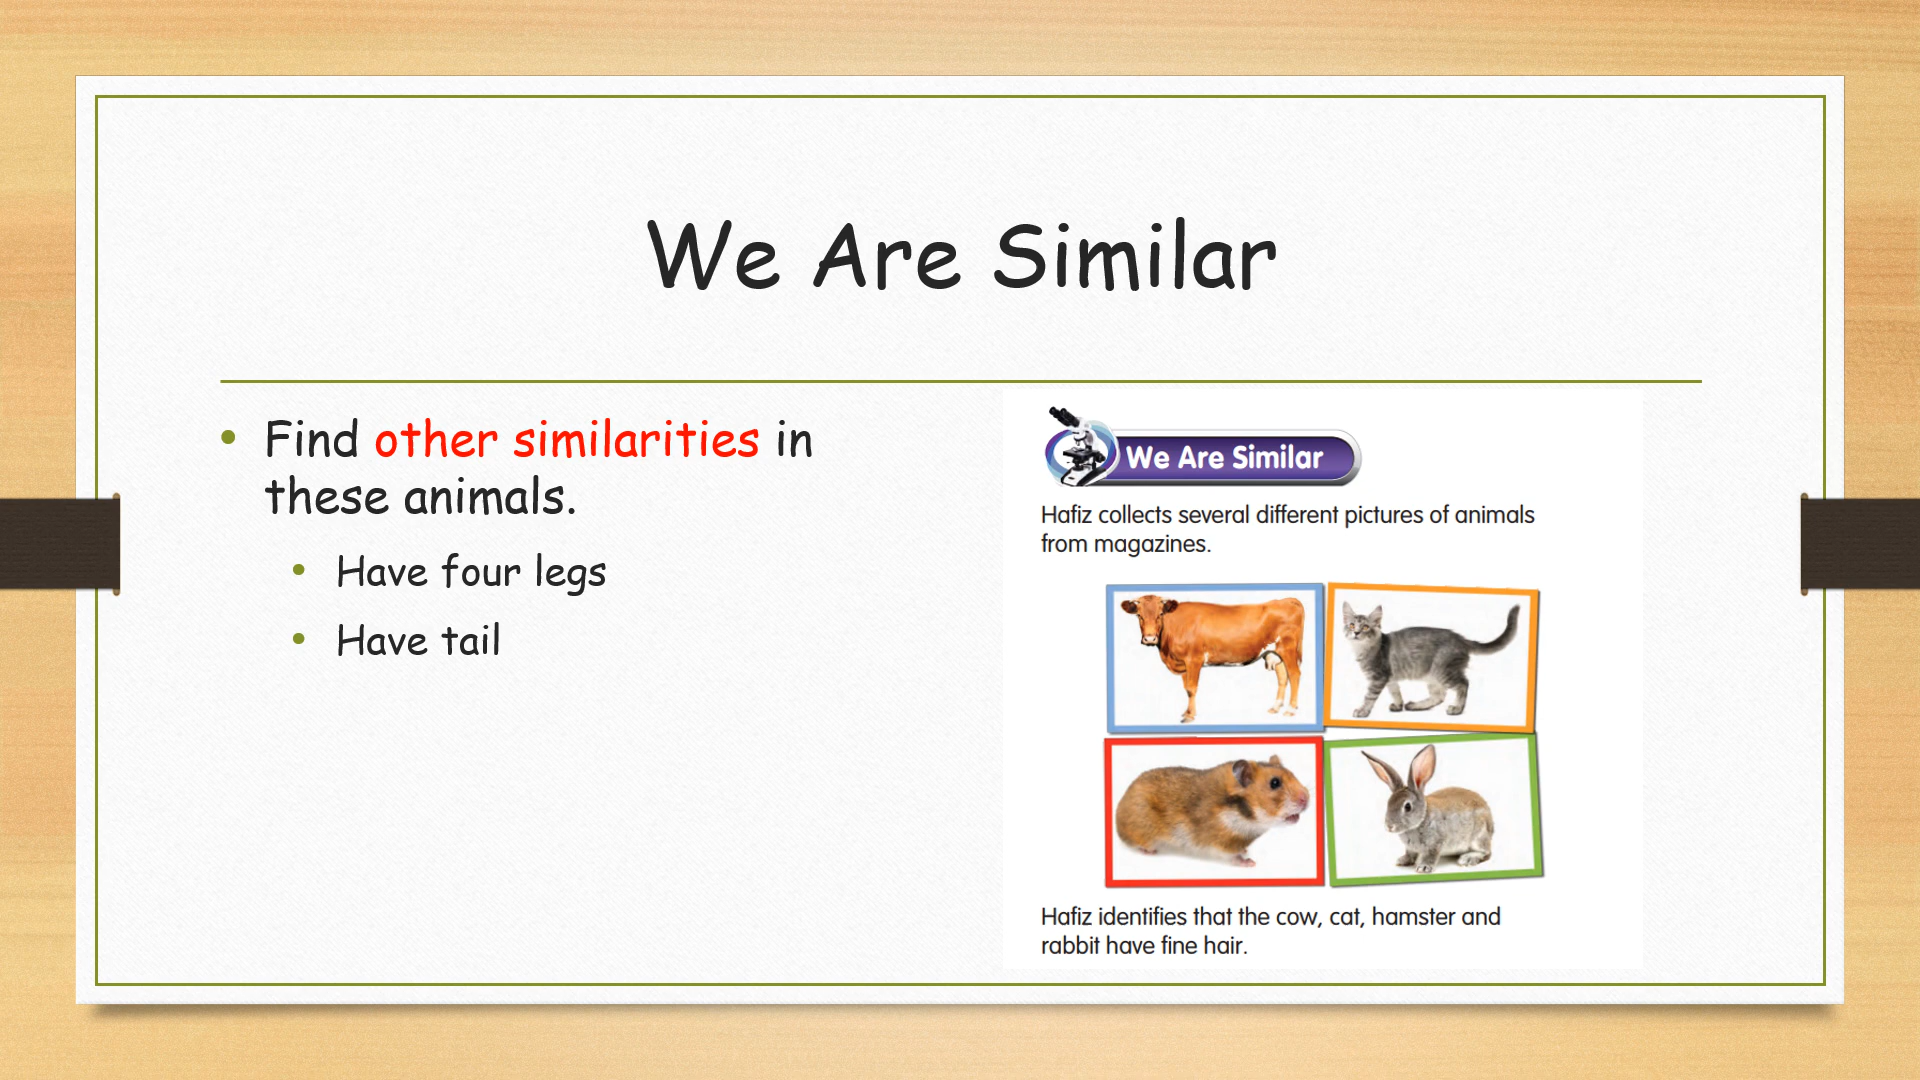 We Are Similar
• Find other similarities in
these animals.
• Have four legs
• Have tail
We Are Similar
Hafiz collects several different pictures of animals
from magazines.
Hafiz identifies that the cow, cat, hamster and
rabbit have fine hair.